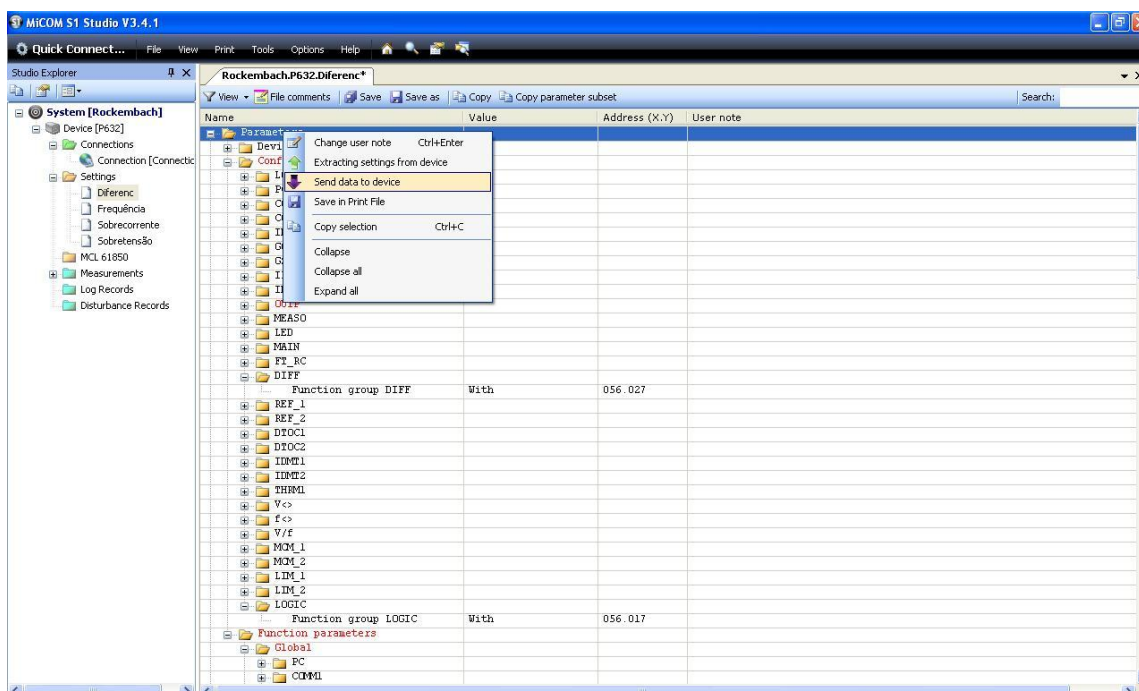 MiCOM S1 Studio V3.4.1
Quick Connect... File View Print Tools Options Help
Studio Explorer
Rockembach.P632.Diferenc*
View File comments Save Save as Copy Copy parameter subset Search:
Name Value Address (X.Y) User note
System [Rockembach]
Device [P632]
Connections
Connection [Connectic
Settings
Diferenc
Frequência
Sobrecorrente
Sobretensão
MCL 61850
Measurements
Log Records
Disturbance Records
Parameters
Devi
Conf
Change user note Ctrl+Enter
Extracting settings from device
Send data to device
Save in Print File
Copy selection Ctrl+C
Collapse
Collapse all
Expand all
MEASO
LED
MAIN
FT_RC
DIFF
Function group DIFF With 056.027
REF_1
REF_2
DTOC1
DTOC2
IDMT1
IDMT2
THRM1
V<>
f<>
V/f
MCM_1
MCM_2
LIM_1
LIM_2
LOGIC
Function group LOGIC With 056.017
Function parameters
Global
PC
COMM1